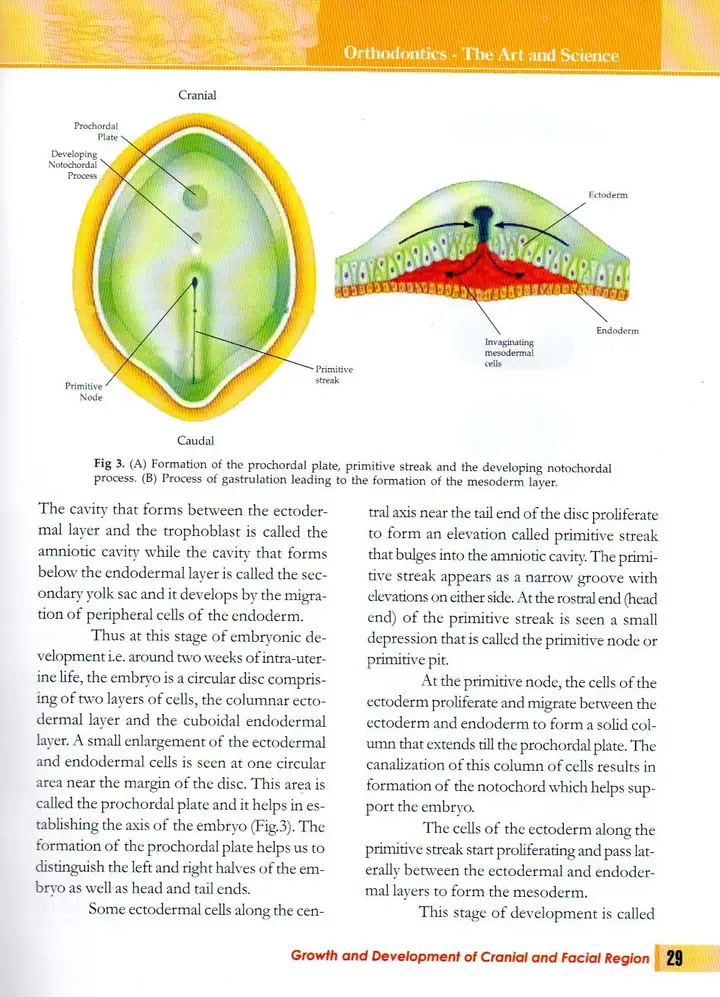 Orthodontics - The Art and Science
Cranial
Prochordal
Plate
Developing
Notochordal
Process
Ectoderm
Endoderm
Invaginating
mesodermal
cells
Primitive
streak
Primitive
Node
Caudal
Fig 3. (A) Formation of the prochordal plate, primitive streak and the developing notochordal
process. (B) Process of gastrulation leading to the formation of the mesoderm layer.
The cavity that forms between the ectoder-
mal layer and the trophoblast is called the
amniotic cavity while the cavity that forms
below the endodermal layer is called the sec-
ondary yolk sac and it develops by the migra-
tion of peripheral cells of the endoderm.
Thus at this stage of embryonic de-
velopment i.e. around two weeks of intra-uter-
ine life, the embryo is a circular disc compris-
ing of two layers of cells, the columnar ecto-
dermal layer and the cuboidal endodermal
layer. A small enlargement of the ectodermal
and endodermal cells is seen at one circular
area near the margin of the disc. This area is
called the prochordal plate and it helps in es-
tablishing the axis of the embryo (Fig.3). The
formation of the prochordal plate helps us to
distinguish the left and right halves of the em-
bryo as well as head and tail ends.
Some ectodermal cells along the cen-
tral axis near the tail end of the disc proliferate
to form an elevation called primitive streak
that bulges into the amniotic cavity. The primi-
tive streak appears as a narrow groove with
elevations on either side. At the rostral end (head
end) of the primitive streak is seen a small
depression that is called the primitive node or
primitive pit.
At the primitive node, the cells of the
ectoderm proliferate and migrate between the
ectoderm and endoderm to form a solid col-
umn that extends till the prochordal plate. The
canalization of this column of cells results in
formation of the notochord which helps sup-
port the embryo.
The cells of the ectoderm along the
primitive streak start proliferating and pass lat-
erally between the ectodermal and endoder-
mal layers to form the mesoderm.
This stage of development is called
Growth and Development of Cranial and Facial Region 29